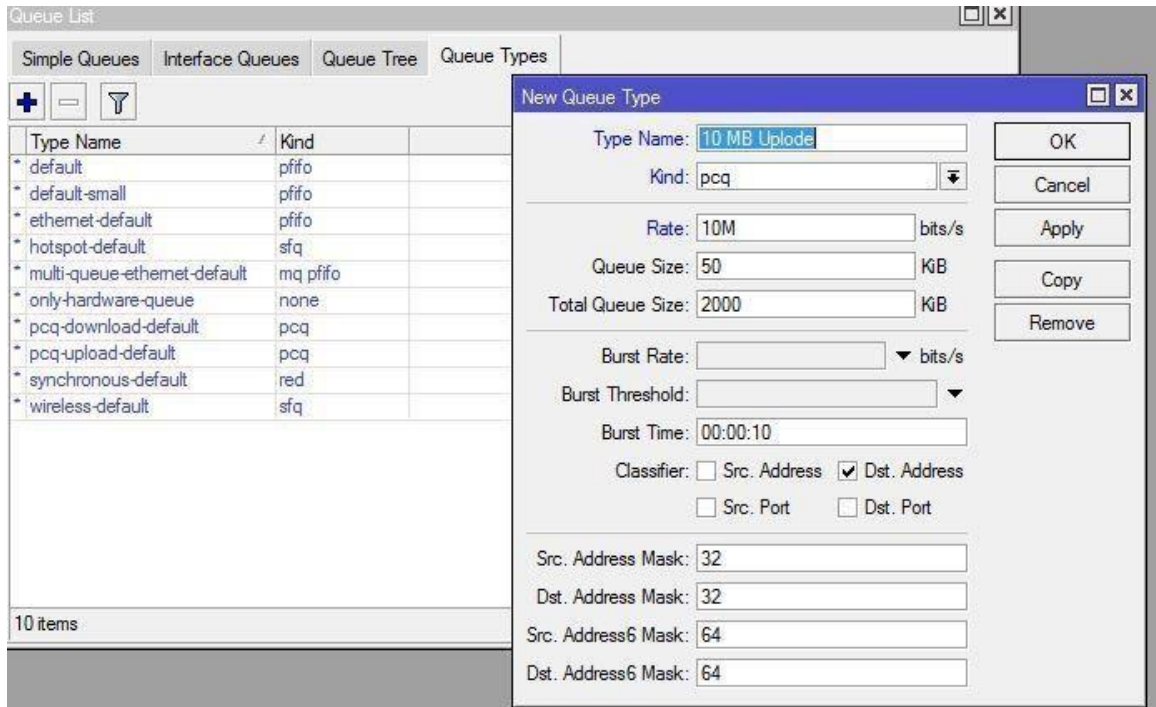 Queue List
Simple Queues Interface Queues Queue Tree Queue Types
Type Name Kind
* default pfifo
* default-small pfifo
* ethernet-default pfifo
* hotspot-default sfq
* multi-queue-ethernet-default mq pfifo
* only-hardware-queue none
* pcq-download-default pcq
* pcq-upload-default pcq
* synchronous-default red
* wireless-default sfq
10 items
New Queue Type
Type Name: 10 MB Uplode
Kind: pcq
Rate: 10M bits/s
Queue Size: 50 KiB
Total Queue Size: 2000 KiB
Burst Rate: bits/s
Burst Threshold:
Burst Time: 00:00:10
Classifier: Src. Address Dst. Address
Src. Port Dst. Port
Src. Address Mask: 32
Dst. Address Mask: 32
Src. Address6 Mask: 64
Dst. Address6 Mask: 64
OK
Cancel
Apply
Copy
Remove